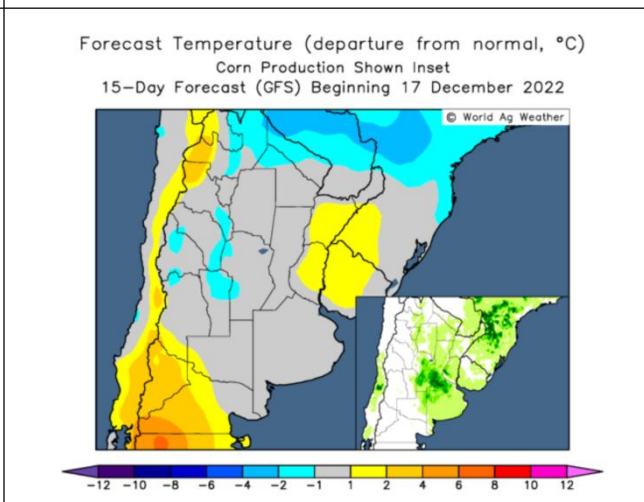 Forecast Temperature (departure from normal, °C)
Corn Production Shown Inset
15-Day Forecast (GFS) Beginning 17 December 2022
© World Ag Weather
-12 -10 -8 -6 -4 -2 -1 1 2 4 6 8 10 12